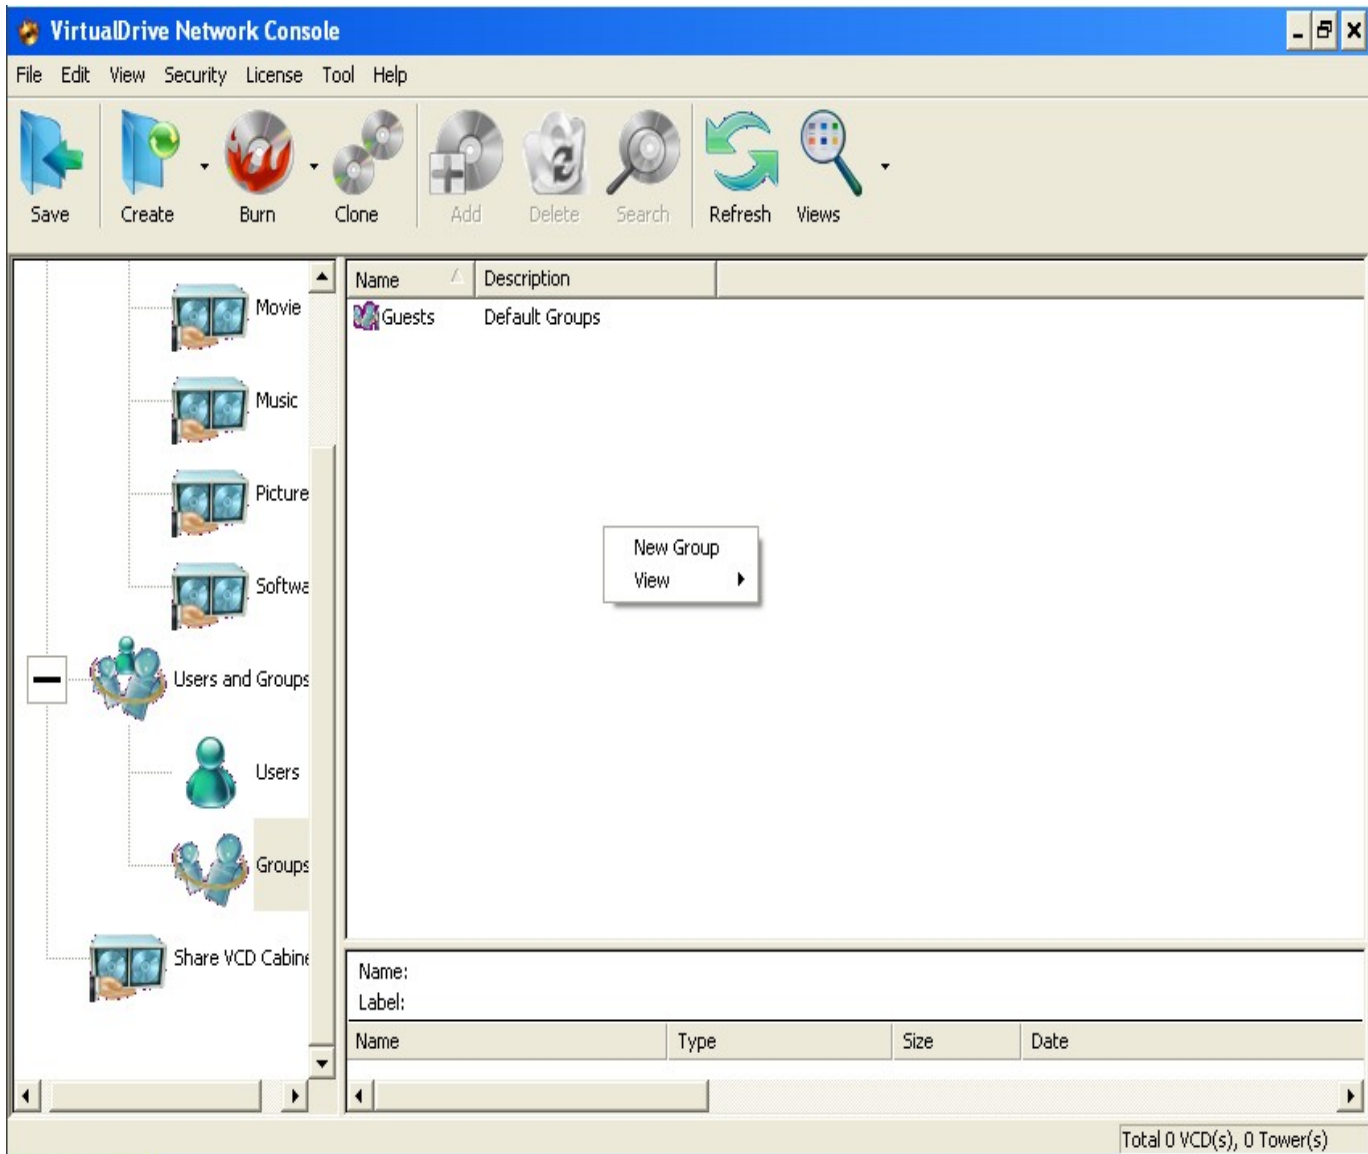 VirtualDrive Network Console
File Edit View Security License Tool Help
Save Create Burn Clone Add Delete Search Refresh Views
Movie
Music
Picture
Softwa
Users and Groups
Users
Groups
Share VCD Cabine
Name Description
Guests Default Groups
New Group
View
Name:
Label:
Name Type Size Date
Total 0 VCD(s), 0 Tower(s)